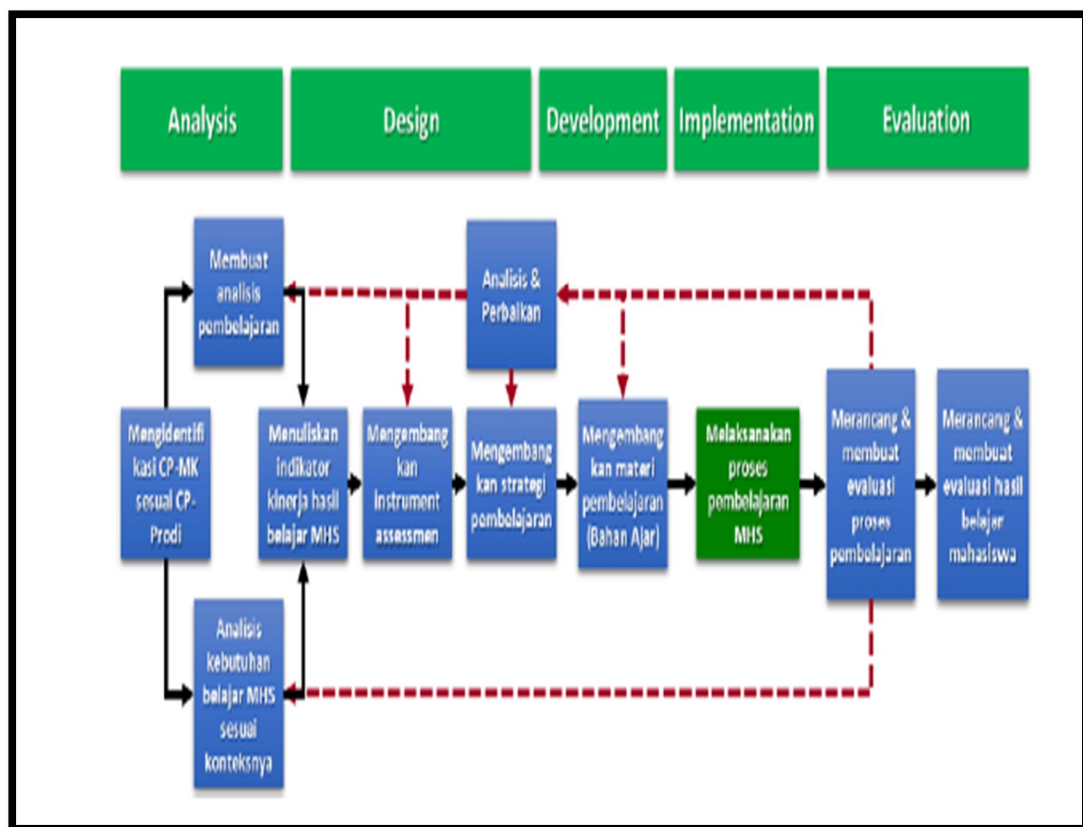 Analysis
Design
Development
Implementation
Evaluation
Membuat
analisis
pembelajaran
Analisis &
Perbaikan
Mengidentifi
kasi CP-MK
sesuai CP-
Prodi
Menuliskan
indikator
kinerja hasil
belajar MHS
Mengembang
kan
instrument
assessmen
Mengembang
kan strategi
pembelajaran
Mengembang
kan materi
pembelajaran
(Bahan Ajar)
Melaksanakan
proses
pembelajaran
MHS
Merancang &
membuat
evaluasi
proses
pembelajaran
Merancang &
membuat
evaluasi hasil
belajar
mahasiswa
Analisis
kebutuhan
belajar MHS
sesuai
konteksnya